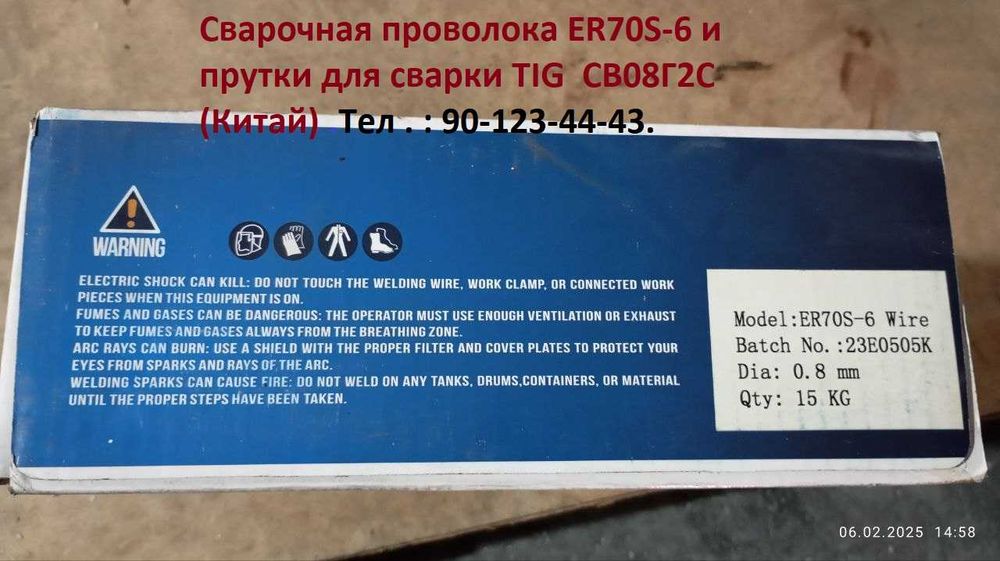 Сварочная проволока ER70S-6 и
прутки для сварки TIG СВ08Г2С
(Китай) Тел . : 90-123-44-43.
WARNING
ELECTRIC SHOCK CAN KILL: DO NOT TOUCH THE WELDING WIRE, WORK CLAMP, OR CONNECTED WORK
PIECES WHEN THIS EQUIPMENT IS ON.
FUMES AND GASES CAN BE DANGEROUS: THE OPERATOR MUST USE ENOUGH VENTILATION OR EXHAUST
TO KEEP FUMES AND GASES ALWAYS FROM THE BREATHING ZONE.
ARC RAYS CAN BURN: USE A SHIELD WITH THE PROPER FILTER AND COVER PLATES TO PROTECT YOUR
EYES FROM SPARKS AND RAYS OF THE ARC.
WELDING SPARKS CAN CAUSE FIRE: DO NOT WELD ON ANY TANKS, DRUMS,CONTAINERS, OR MATERIAL
UNTIL THE PROPER STEPS HAVE BEEN TAKEN.
Model:ER70S-6 Wire
Batch No. :23E0505K
Dia: 0.8 mm
Qty: 15 KG
06.02.2025 14:58